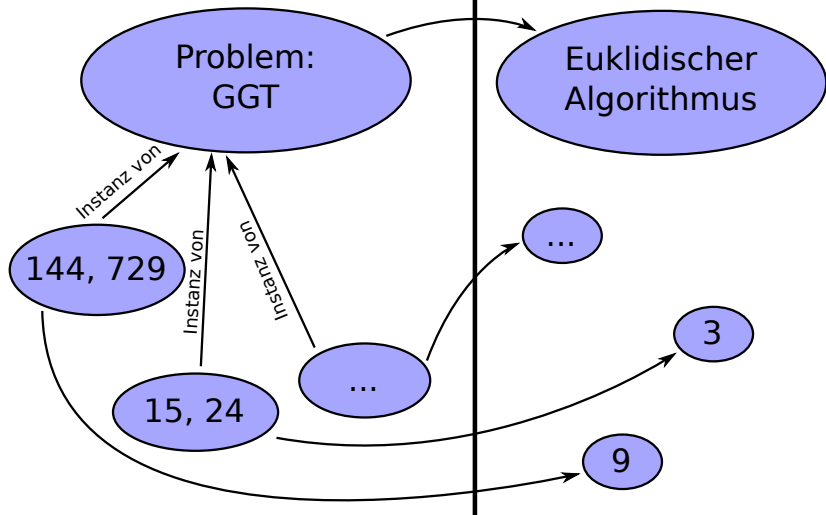 Problem:
GGT
Euklidischer
Algorithmus
Instanz von
Instanz von
Instanz von
144, 729
...
15, 24
...
3
9